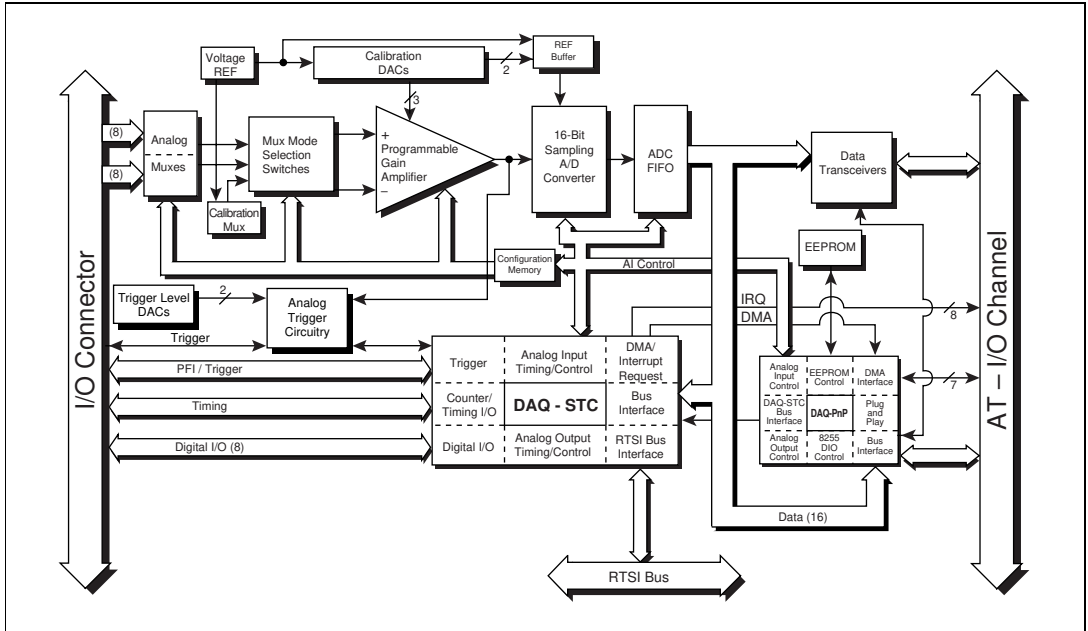 Voltage
REF
Calibration
DACs
2
REF
Buffer
3
(8)
(8)
Analog
Muxes
Mux Mode
Selection
Switches
+
Programmable
Gain
Amplifier
–
16-Bit
Sampling
A/D
Converter
ADC
FIFO
Data
Transceivers
Calibration
Mux
EEPROM
Configuration
Memory
AI Control
I/O Connector
AT – I/O Channel
Trigger Level
DACs
2
Analog
Trigger
Circuitry
IRQ
DMA
8
Trigger
PFI / Trigger
Timing
Digital I/O (8)
Trigger
Analog Input
Timing/Control
DMA/
Interrupt
Request
Counter/
Timing I/O
DAQ - STC
Bus
Interface
Digital I/O
Analog Output
Timing/Control
RTSI Bus
Interface
Analog
Input
Control
EEPROM
Control
DMA
Interface
DAQ-STC
Bus
Interface
DAQ-PnP
Plug
and
Play
Analog
Output
Control
8255
DIO
Control
Bus
Interface
7
Data (16)
RTSI Bus